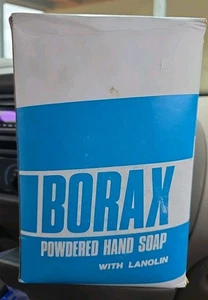 BORAX
POWDERED HAND SOAP
WITH LANOLIN